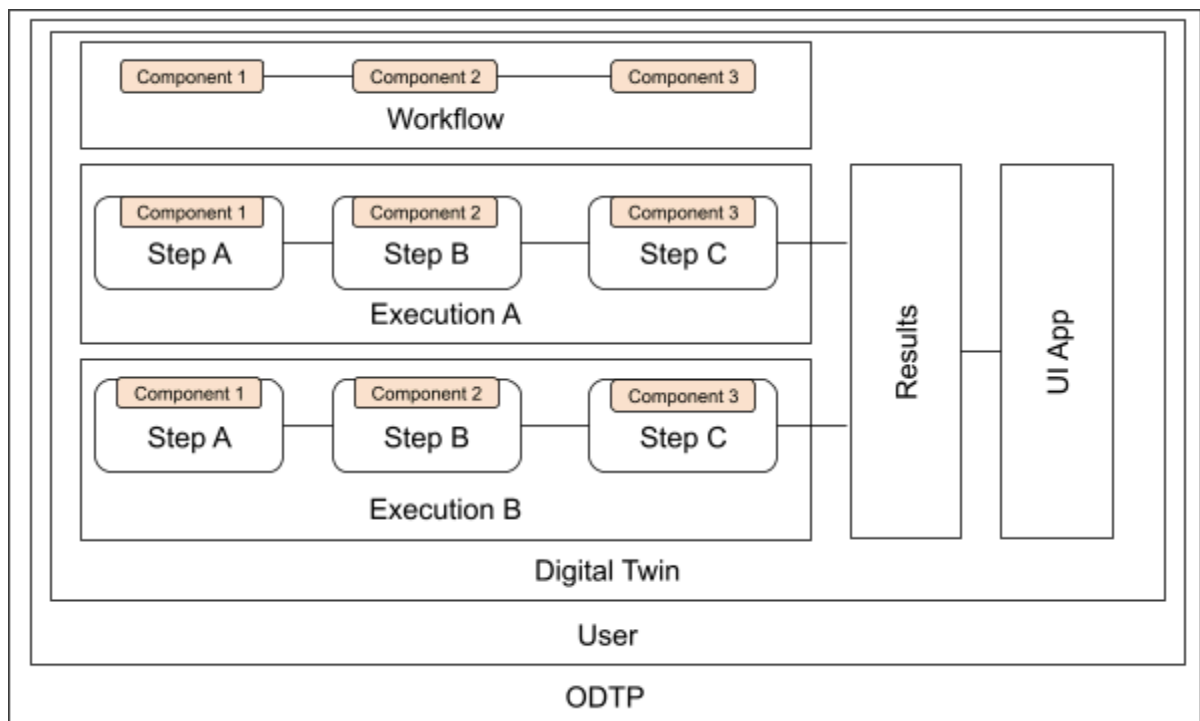 Component 1
Component 2
Component 3
Workflow
Component 1
Component 2
Component 3
Step A
Step B
Step C
Execution A
Component 1
Component 2
Component 3
Step A
Step B
Step C
Execution B
Results
UI App
Digital Twin
User
ODTP